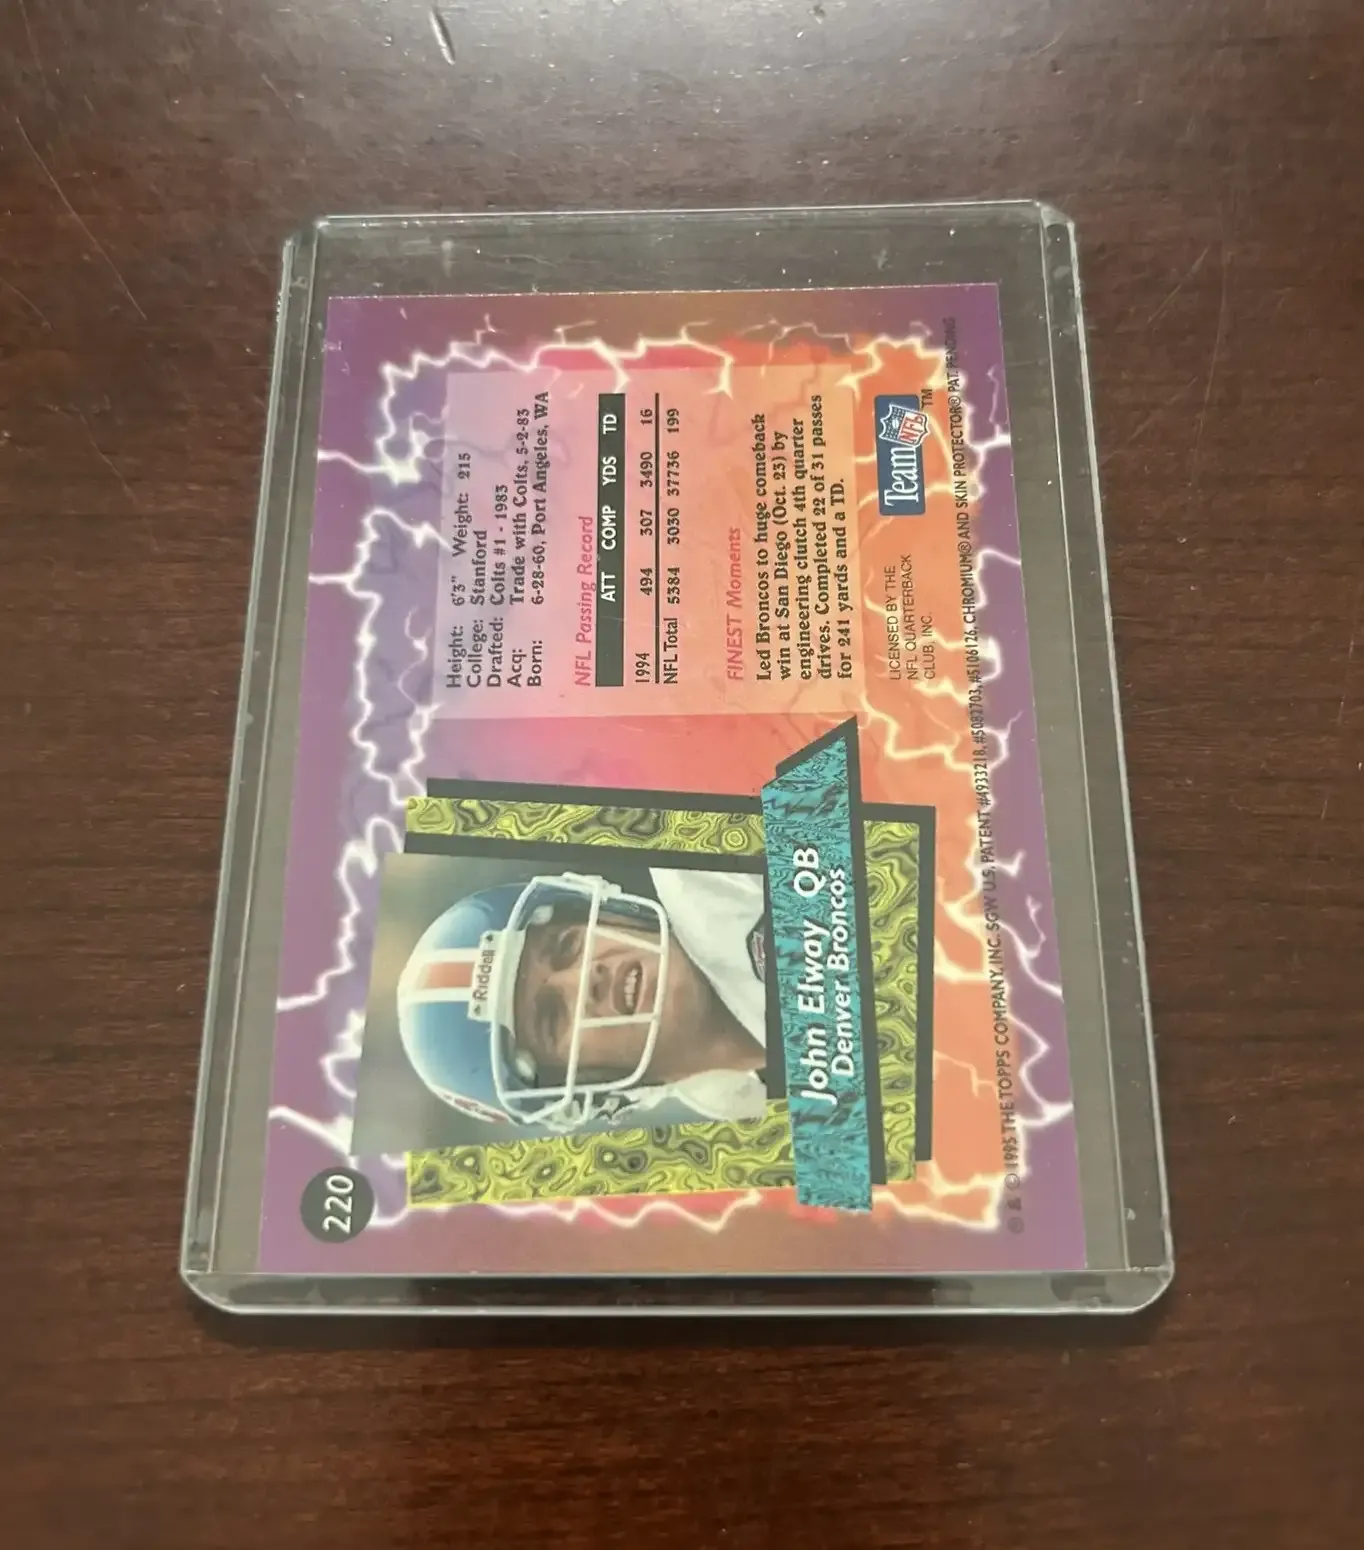 220
Riddell
John Elway QB
Denver Broncos
Height: 6'3" Weight: 215
College: Stanford
Drafted: Colts #1 - 1983
Acq: Trade with Colts, 5-2-83
Born: 6-28-60, Port Angeles, WA
NFL Passing Record
ATT COMP YDS TD
1994 494 307 3490 16
NFL Total 5384 3030 37736 199
FINEST Moments
Led Broncos to huge comeback
win at San Diego (Oct. 23) by
engineering clutch 4th quarter
drives. Completed 22 of 31 passes
for 241 yards and a TD.
LICENSED BY THE
NFL QUARTERBACK
CLUB, INC.
Team NFL™
® & © 1995 THE TOPPS COMPANY, INC. SGW U.S. PATENT #4933218, #5082703, #5106126, CHROMIUM® AND SKIN PROTECTOR® PAT. PENDING